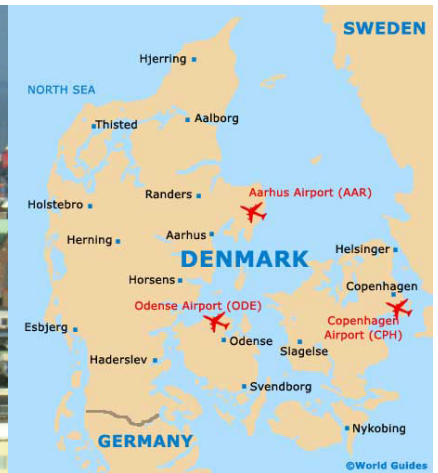 SWEDEN
Hjerring
NORTH SEA
Aalborg
Thisted
Aarhus Airport (AAR)
Randers
Holstebro
Aarhus
Herning
DENMARK
Helsinger
Horsens
Copenhagen
Odense Airport (ODE)
Copenhagen
Airport (CPH)
Esbjerg
Odense
Slagelse
Haderslev
Svendborg
Nykobing
GERMANY
©World Guides